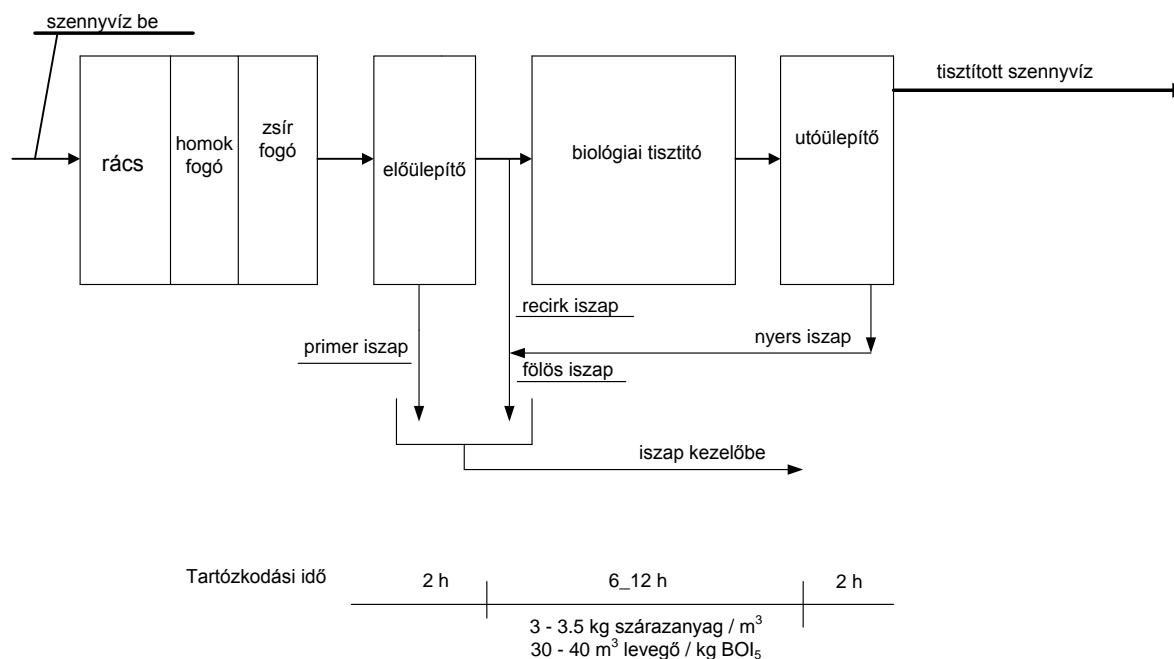 szennyvíz be
tisztított szennyvíz
rács
homok
fogó
zsír
fogó
előülepítő
biológiai tisztitó
utóülepítő
recirk iszap
primer iszap
nyers iszap
fölös iszap
iszap kezelőbe
Tartózkodási idő 2 h 6_12 h 2 h
3 - 3.5 kg szárazanyag / m³
30 - 40 m³ levegő / kg BOI₅